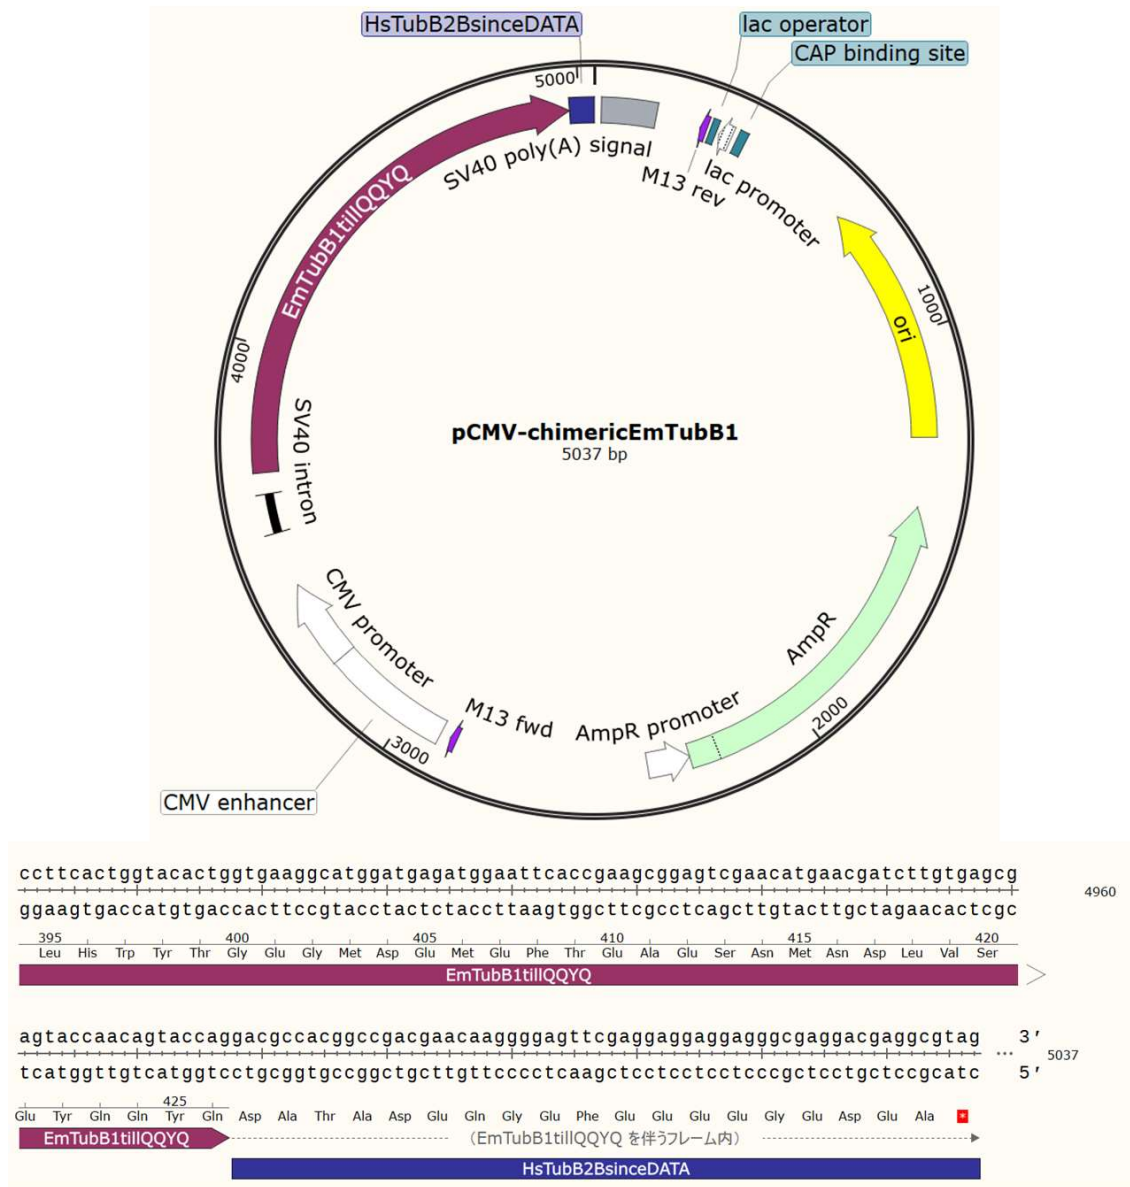 HsTubB2BsinceDATA
lac operator
CAP binding site
5000
SV40 poly(A) signal
M13 rev
lac promoter
EmTubB1tillQQYQ
1000
ori
4000
SV40 intron
pCMV-chimericEmTubB1
5037 bp
CMV promoter
AmpR
M13 fwd
AmpR promoter
2000
3000
CMV enhancer
ccttcactggtacactggtgaaggcatggatgagatggaattcaccgaagcggagtcgaacatgaacgatcttgtgagcg
4960
ggaagtgaccatgtgaccacttccgtacctactctaccttaagtggcttcgcctcagcttgtacttgctagaacactcgc
395 400 405 410 415 420
Leu His Trp Tyr Thr Gly Glu Gly Met Asp Glu Met Glu Phe Thr Glu Ala Glu Ser Asn Met Asn Asp Leu Val Ser
EmTubB1tillQQYQ
agtaccaacagtaccaggacgccacggccgacgaacaaggggagttcgaggaggaggagggcgaggacgaggcgtag 3′
... 5037
tcatggttgtcatggtcctgcggtgccggctgcttgttcccctcaagctcctcctcctcccgctcctgctccgcatc 5′
425
Glu Tyr Gln Gln Tyr Gln Asp Ala Thr Ala Asp Glu Gln Gly Glu Phe Glu Glu Glu Glu Gly Glu Asp Glu Ala *
EmTubB1tillQQYQ (EmTubB1tillQQYQ を伴うフレーム内)
HsTubB2BsinceDATA